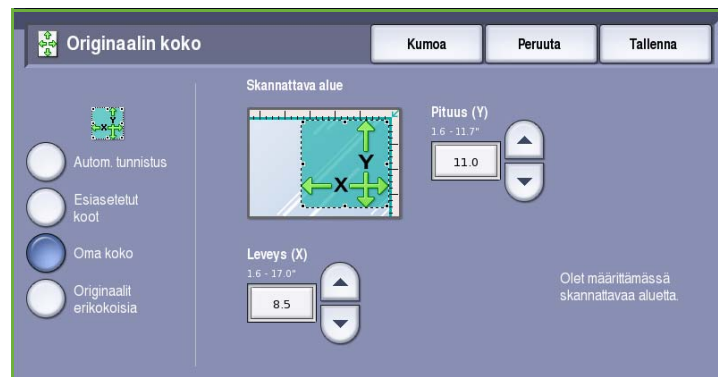 Originaalin koko
Kumoa
Peruuta
Tallenna
Autom. tunnistus
Esiasetetut
koot
Oma koko
Originaalit
erikokoisia
Skannattava alue
Y
X
Pituus (Y)
1.6 - 11.7"
11.0
Leveys (X)
1.6 - 17.0"
8.5
Olet määrittämässä
skannattavaa aluetta.